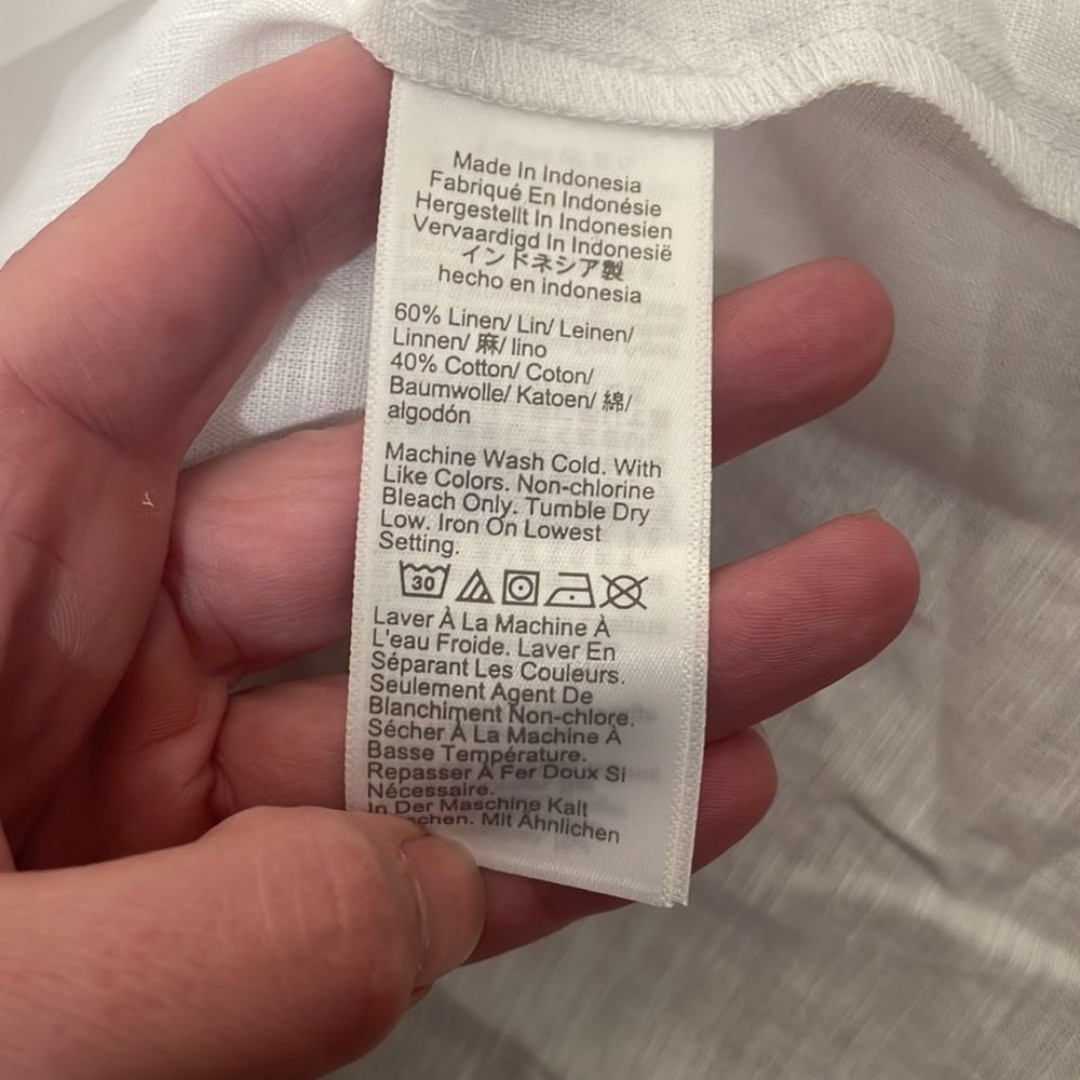 Made In Indonesia
Fabriqué En Indonésie
Hergestellt In Indonesien
Vervaardigd In Indonesië
インドネシア製
hecho en indonesia
60% Linen/ Lin/ Leinen/
Linnen/ 麻/ lino
40% Cotton/ Coton/
Baumwolle/ Katoen/ 綿/
algodón
Machine Wash Cold. With
Like Colors. Non-chlorine
Bleach Only. Tumble Dry
Low. Iron On Lowest
Setting.
30
Laver À La Machine À
L'eau Froide. Laver En
Séparant Les Couleurs.
Seulement Agent De
Blanchiment Non-chlore.
Sécher À La Machine À
Basse Température.
Repasser À Fer Doux Si
Nécessaire.
In Der Maschine Kalt
Mit Ähnlichen